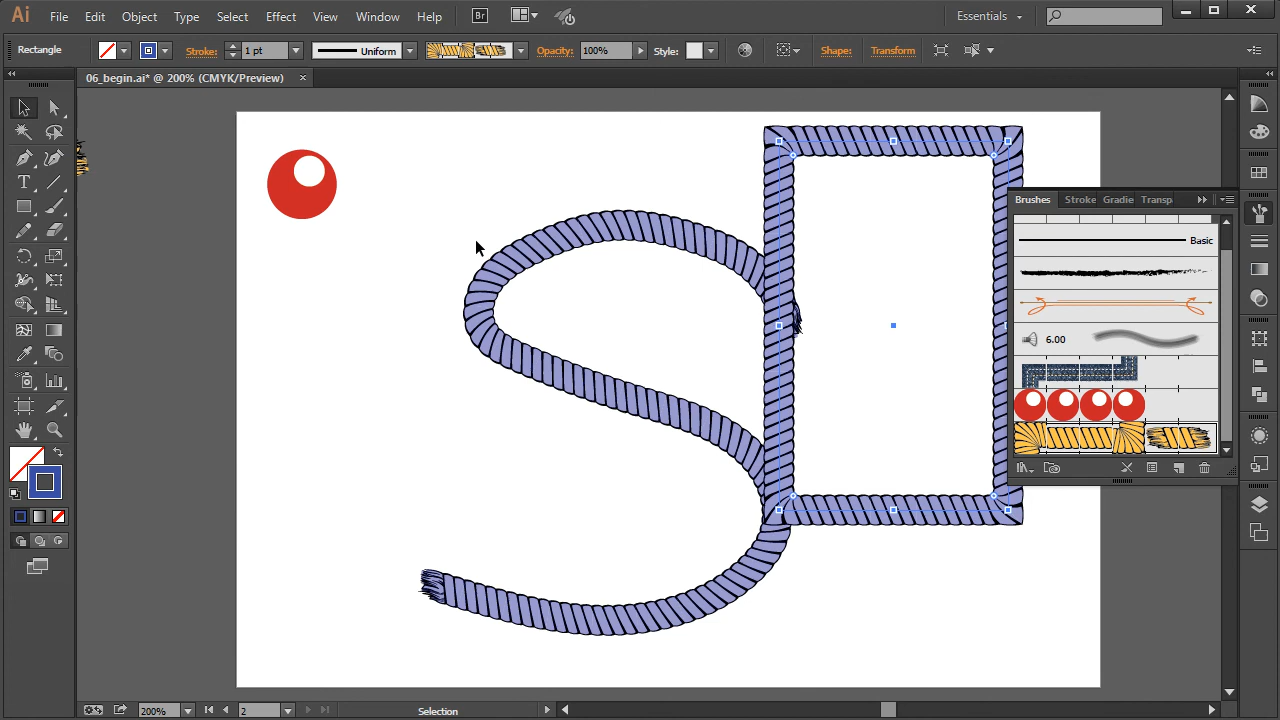 Ai File Edit Object Type Select Effect View Window Help Br Essentials
Rectangle Stroke: 1 pt Uniform Opacity: 100% Style: Shape: Transform
06_begin.ai* @ 200% (CMYK/Preview)
Brushes Stroke Gradie Transp
Basic
6.00
200% 2 Selection